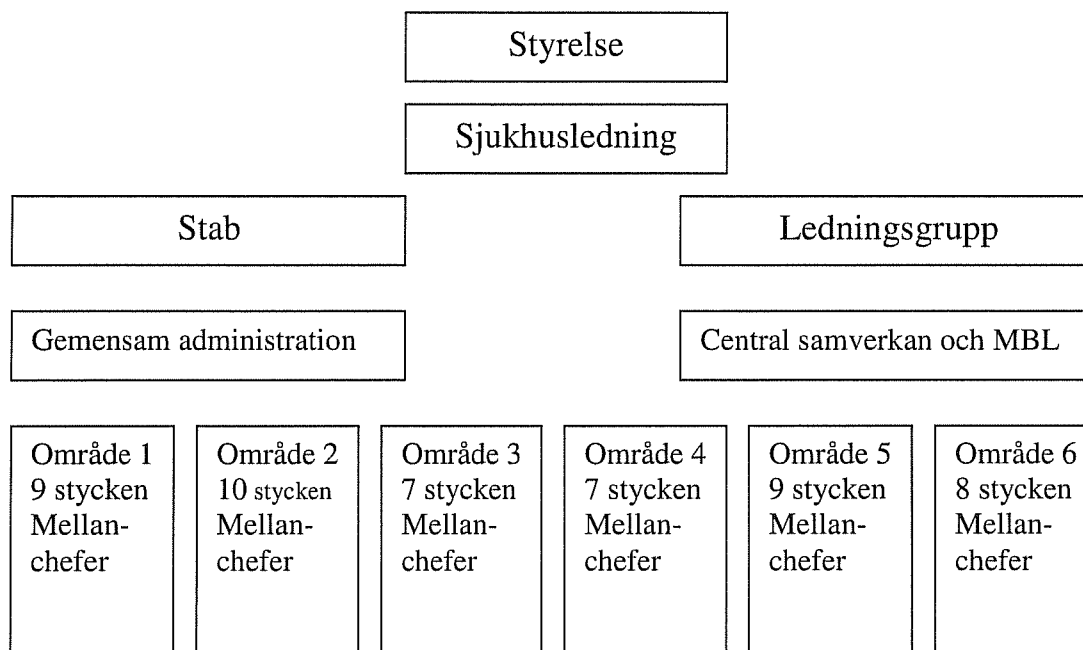 Styrelse
Sjukhusledning
Stab
Ledningsgrupp
Gemensam administration
Central samverkan och MBL
Område 1
9 stycken
Mellan-
chefer
Område 2
10 stycken
Mellan-
chefer
Område 3
7 stycken
Mellan-
chefer
Område 4
7 stycken
Mellan-
chefer
Område 5
9 stycken
Mellan-
chefer
Område 6
8 stycken
Mellan-
chefer